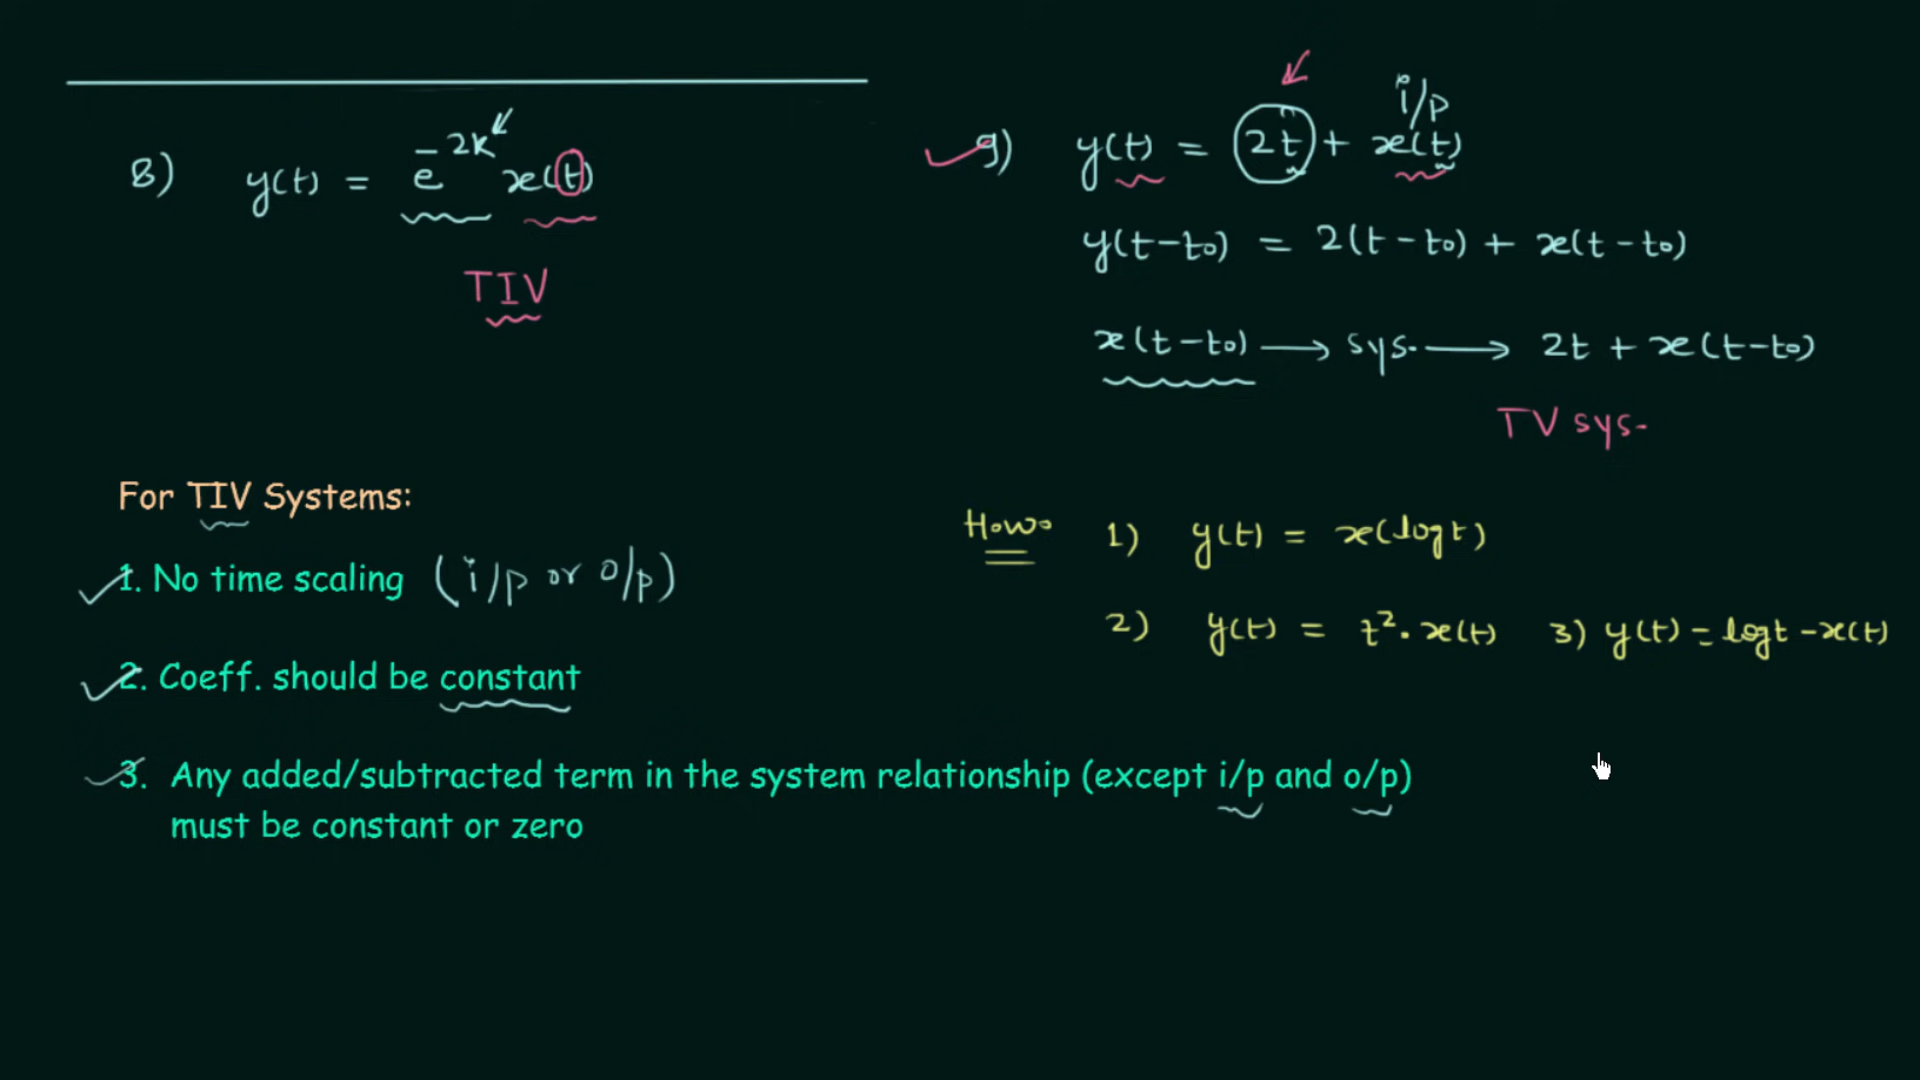 8) y(t) = e^-2k x(t)
TIV
9) y(t) = 2t + x(t)
i/p
y(t-t0) = 2(t-t0) + x(t-t0)
x(t-t0) → sys. → 2t + x(t-t0)
TV sys.
For TIV Systems:
1. No time scaling (i/p or o/p)
2. Coeff. should be constant
3. Any added/subtracted term in the system relationship (except i/p and o/p)
must be constant or zero
How. 1) y(t) = x(log t)
2) y(t) = t². x(t) 3) y(t) = log t - x(t)